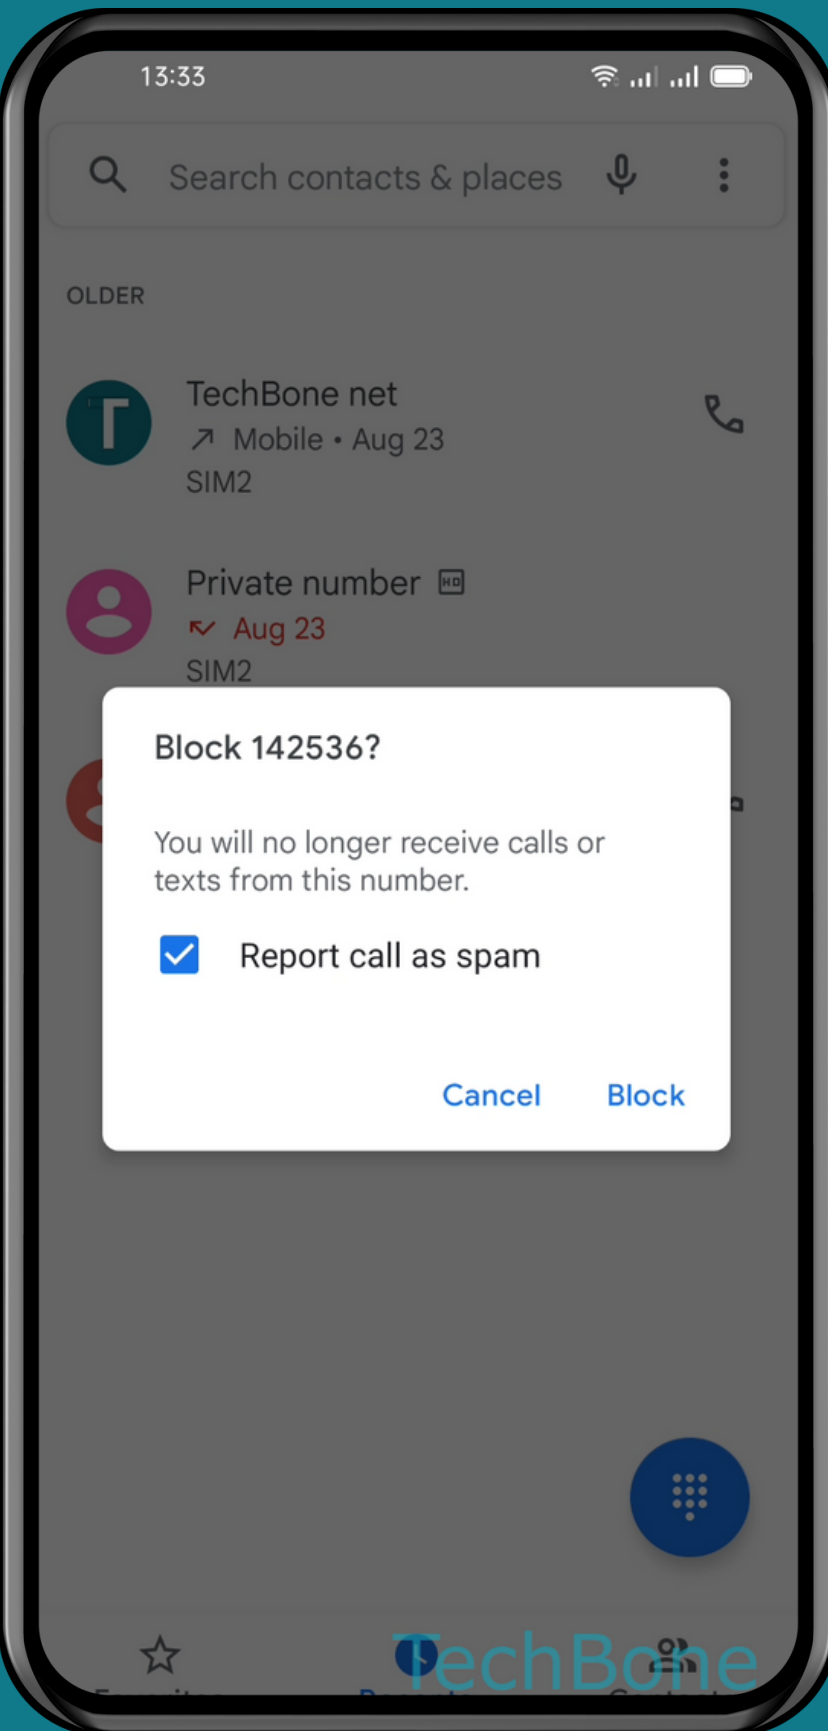 13:33
Search contacts & places
OLDER
T
TechBone net
Mobile • Aug 23
SIM2
Private number HD
Aug 23
SIM2
Block 142536?
You will no longer receive calls or
texts from this number.
Report call as spam
Cancel Block
TechBone